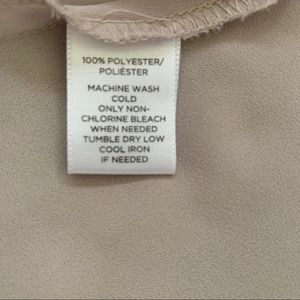 100% POLYESTER/
POLIÉSTER
MACHINE WASH
COLD
ONLY NON-
CHLORINE BLEACH
WHEN NEEDED
TUMBLE DRY LOW
COOL IRON
IF NEEDED